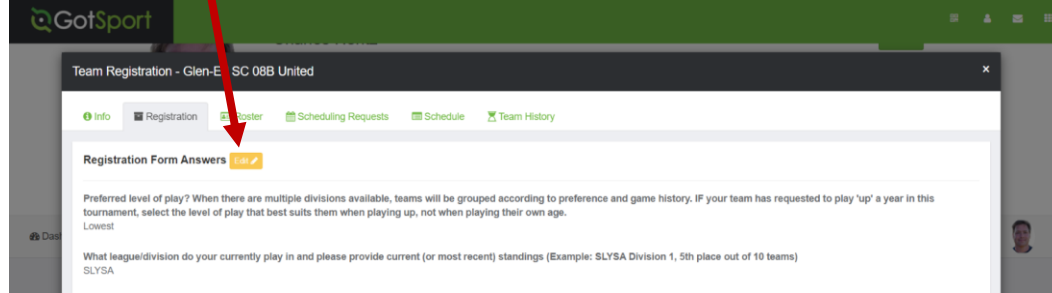 GotSport
Team Registration - Glen-Ed SC 08B United ×
Info Registration Roster Scheduling Requests Schedule Team History
Registration Form Answers Edit
Preferred level of play? When there are multiple divisions available, teams will be grouped according to preference and game history. IF your team has requested to play 'up' a year in this
tournament, select the level of play that best suits them when playing up, not when playing their own age.
Lowest
Das
What league/division do your currently play in and please provide current (or most recent) standings (Example: SLYSA Division 1, 5th place out of 10 teams)
SLYSA